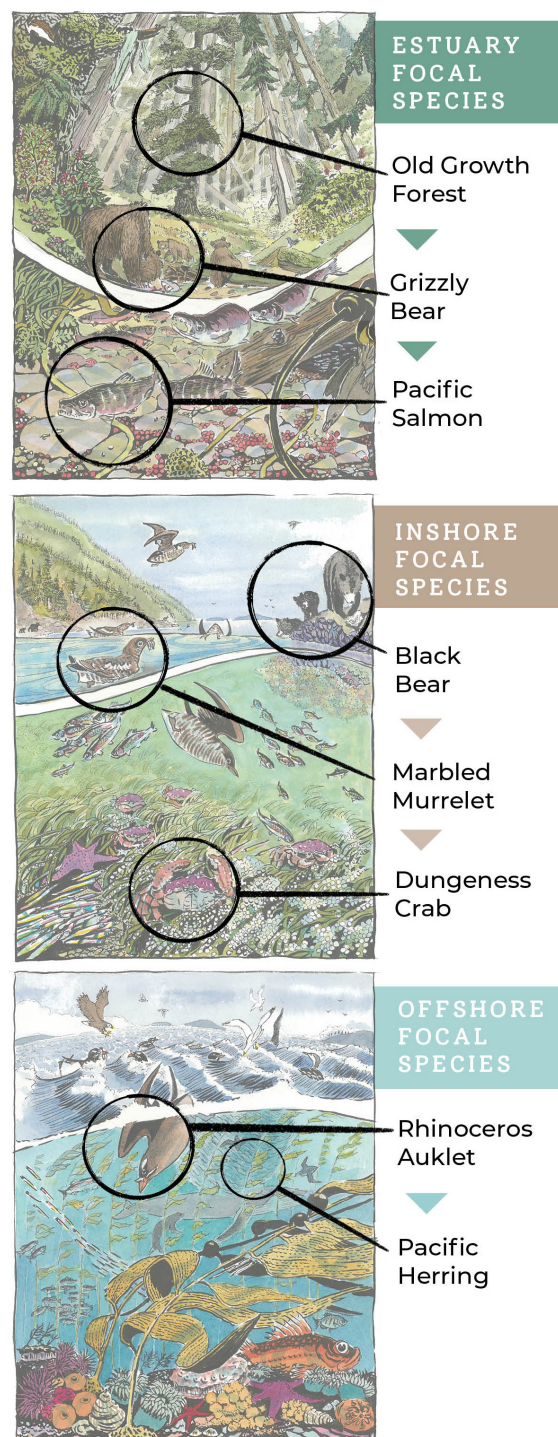 ESTUARY
FOCAL
SPECIES
Old Growth
Forest
Grizzly
Bear
Pacific
Salmon
INSHORE
FOCAL
SPECIES
Black
Bear
Marbled
Murrelet
Dungeness
Crab
OFFSHORE
FOCAL
SPECIES
Rhinoceros
Auklet
Pacific
Herring